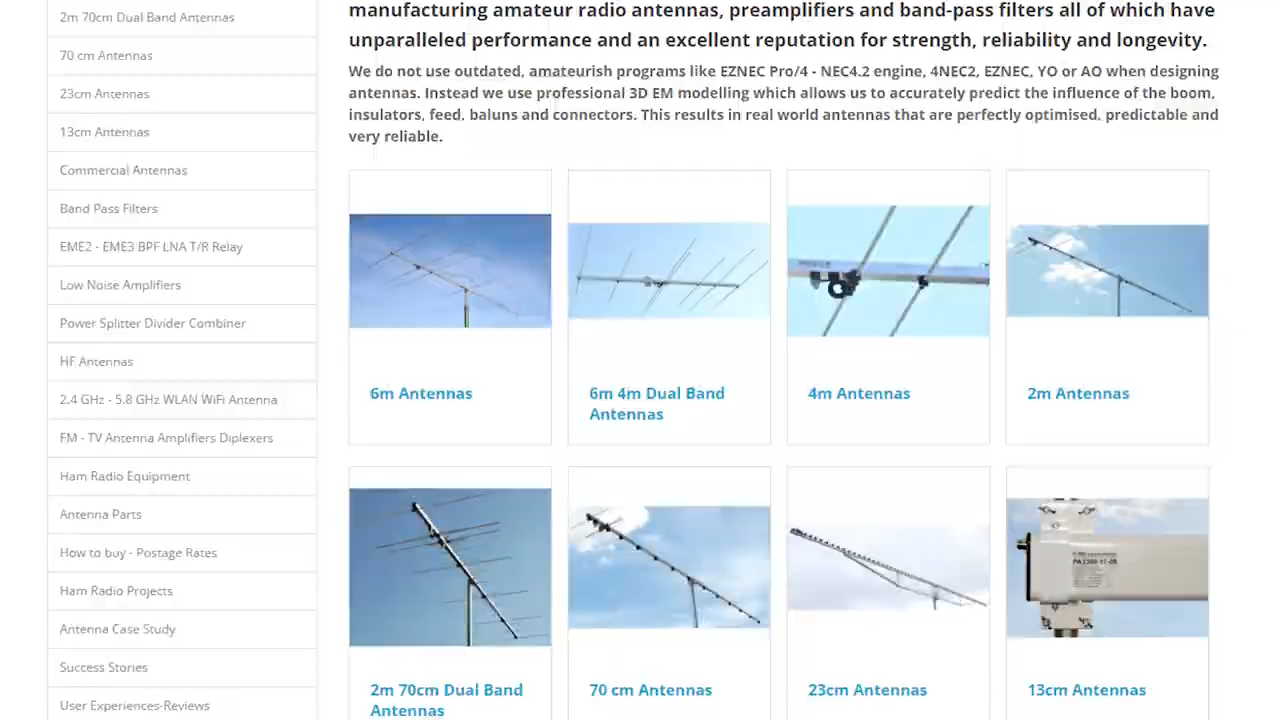 2m 70cm Dual Band Antennas
70 cm Antennas
23cm Antennas
13cm Antennas
Commercial Antennas
Band Pass Filters
EME2 - EME3 BPF LNA T/R Relay
Low Noise Amplifiers
Power Splitter Divider Combiner
HF Antennas
2.4 GHz - 5.8 GHz WLAN WiFi Antenna
FM - TV Antenna Amplifiers Diplexers
Ham Radio Equipment
Antenna Parts
How to buy - Postage Rates
Ham Radio Projects
Antenna Case Study
Success Stories
User Experiences-Reviews
manufacturing amateur radio antennas, preamplifiers and band-pass filters all of which have
unparalleled performance and an excellent reputation for strength, reliability and longevity.
We do not use outdated, amateurish programs like EZNEC Pro/4 - NEC4.2 engine, 4NEC2, EZNEC, YO or AO when designing
antennas. Instead we use professional 3D EM modelling which allows us to accurately predict the influence of the boom,
insulators, feed, baluns and connectors. This results in real world antennas that are perfectly optimised, predictable and
very reliable.
6m Antennas
6m 4m Dual Band
Antennas
4m Antennas
2m Antennas
2m 70cm Dual Band
Antennas
70 cm Antennas
23cm Antennas
13cm Antennas